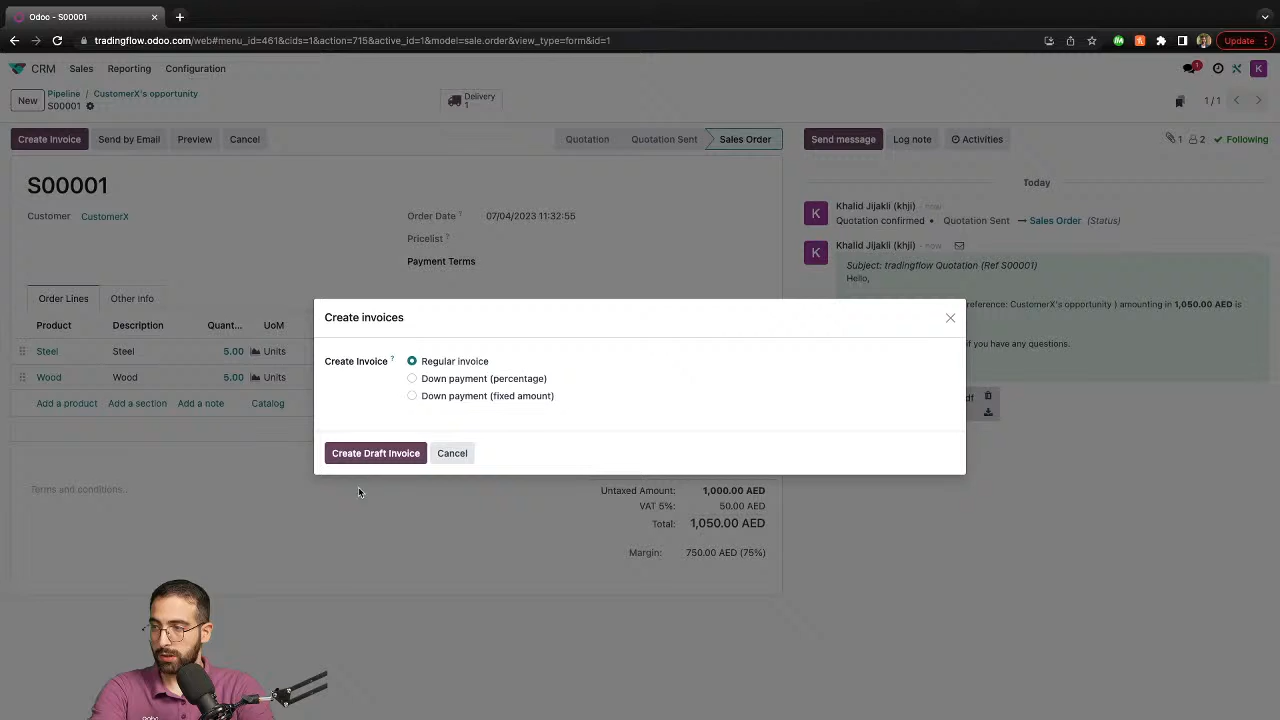 Odoo - S00001
tradingflow.odoo.com/web#menu_id=461&cids=1&action=715&active_id=1&model=sale.order&view_type=form&id=1
Update
CRM Sales Reporting Configuration
1
K
New
Pipeline / CustomerX's opportunity
S00001
Delivery
1
1 / 1
Create Invoice Send by Email Preview Cancel
Quotation Quotation Sent Sales Order
Send message Log note Activities
1 2 Following
S00001
Customer CustomerX
Order Date ? 07/04/2023 11:32:55
Pricelist ?
Payment Terms
Order Lines Other Info
Product Description Quant... UoM
Steel Steel 5.00 Units
Wood Wood 5.00 Units
Add a product Add a section Add a note Catalog
Terms and conditions..
Untaxed Amount: 1,000.00 AED
VAT 5%: 50.00 AED
Total: 1,050.00 AED
Margin: 750.00 AED (75%)
Today
K
Khalid Jijakli (khji) - now
Quotation confirmed • Quotation Sent → Sales Order (Status)
K
Khalid Jijakli (khji) - now
Subject: tradingflow Quotation (Ref S00001)
Hello,
reference: CustomerX's opportunity ) amounting in 1,050.00 AED is
if you have any questions.
df
Create invoices
Create Invoice ? Regular invoice
Down payment (percentage)
Down payment (fixed amount)
Create Draft Invoice Cancel